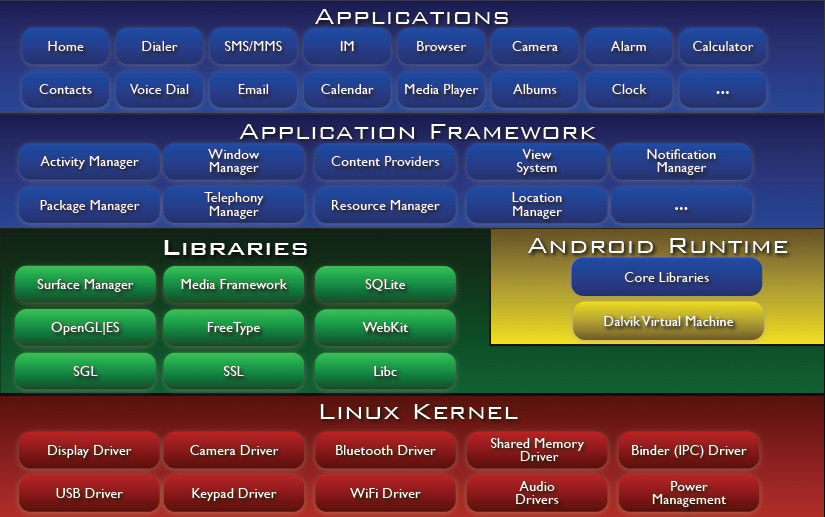 Applications
Home Dialer SMS/MMS IM Browser Camera Alarm Calculator
Contacts Voice Dial Email Calendar Media Player Albums Clock ...
Application Framework
Activity Manager
Window
Manager
Content Providers
View
System
Notification
Manager
Package Manager
Telephony
Manager
Resource Manager
Location
Manager
...
Libraries
Surface Manager Media Framework SQLite
OpenGL|ES FreeType WebKit
SGL SSL Libc
Android Runtime
Core Libraries
Dalvik Virtual Machine
Linux Kernel
Display Driver
Camera Driver
Bluetooth Driver
Shared Memory
Driver
Binder (IPC) Driver
USB Driver
Keypad Driver
WiFi Driver
Audio
Drivers
Power
Management